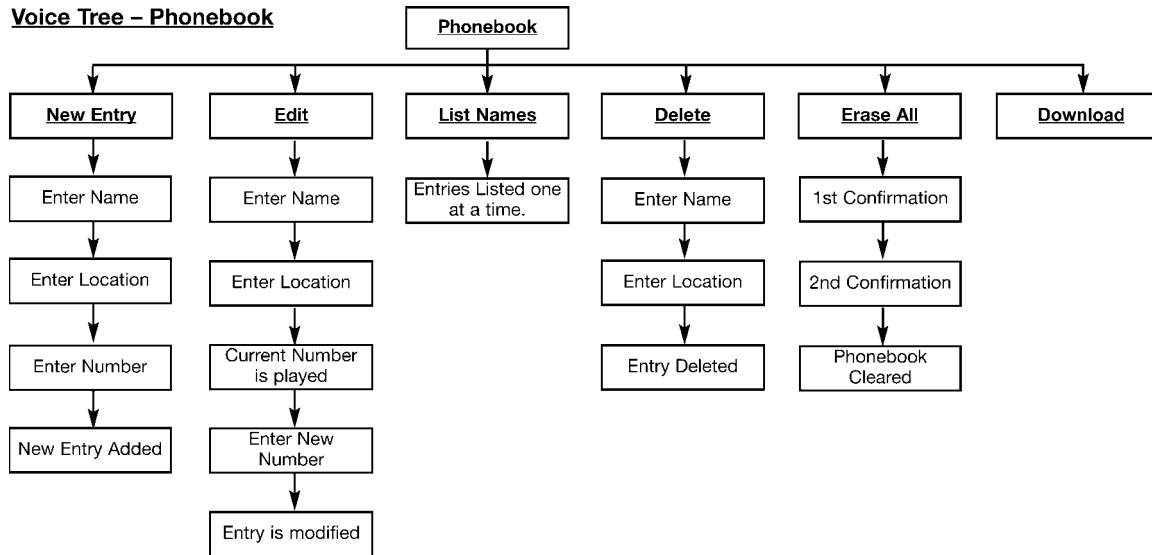 Voice Tree – Phonebook
Phonebook
New Entry
Edit
List Names
Delete
Erase All
Download
Enter Name
Enter Name
Entries Listed one
at a time.
Enter Name
1st Confirmation
Enter Location
Enter Location
Enter Location
2nd Confirmation
Enter Number
Current Number
is played
Entry Deleted
Phonebook
Cleared
New Entry Added
Enter New
Number
Entry is modified